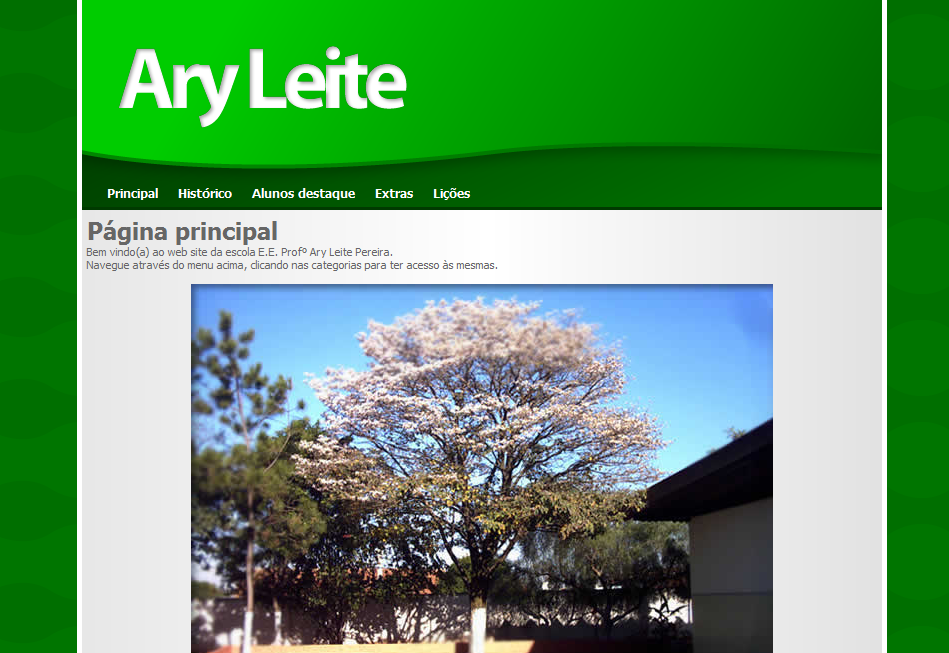 Ary Leite
Principal Histórico Alunos destaque Extras Lições
Página principal
Bem vindo(a) ao web site da escola E.E. Profº Ary Leite Pereira.
Navegue através do menu acima, clicando nas categorias para ter acesso às mesmas.